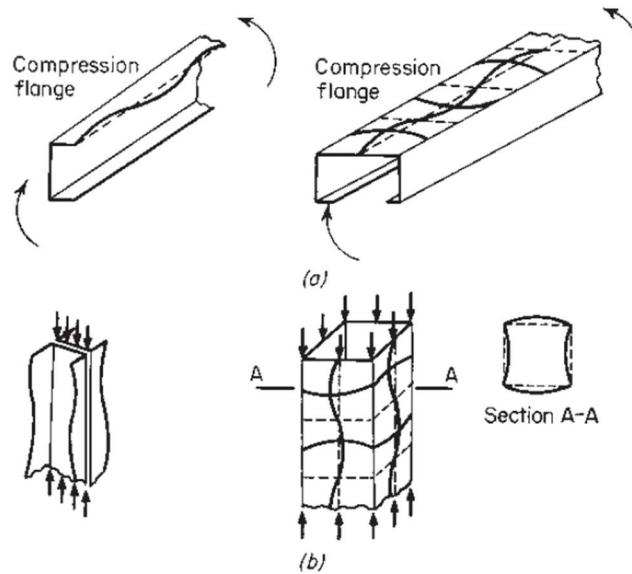 Compression
flange
Compression
flange
(a)
A
A
Section A-A
(b)